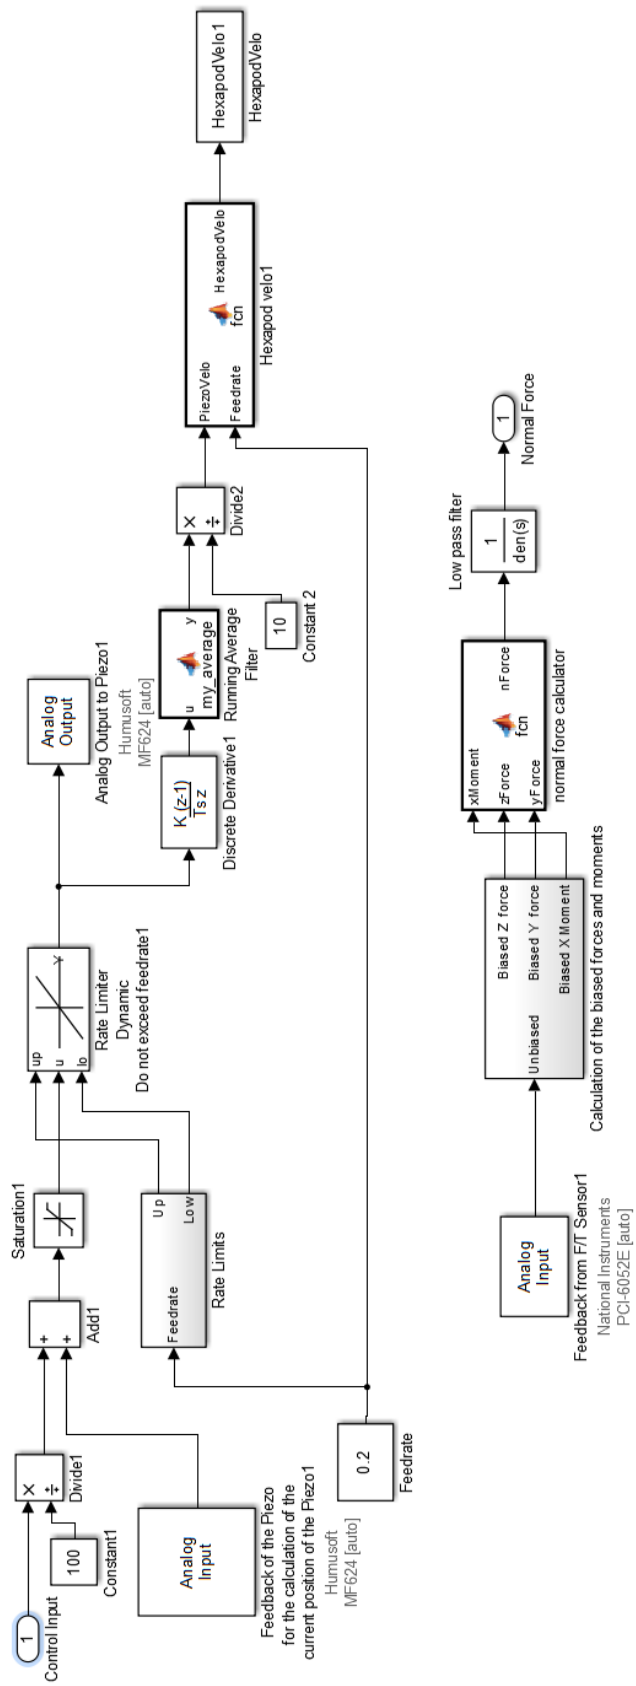 1
Control Input
100
Constant1
×
÷
Divide1
Analog
Input
Feedback of the Piezo
for the calculation of the
current position of the Piezo1
Humusoft
MF624 [auto]
0.2
Feedrate
+
+
Add1
Saturation1
Feedrate
Up
Low
Rate Limits
up
u
lo
Y
Rate Limiter
Dynamic
Do not exceed feedrate1
Analog
Output
Analog Output to Piezo1
Humusoft
MF624 [auto]
K (z-1)
Ts z
Discrete Derivative1
u
y
my_average
Running Average
Filter
10
Constant 2
×
÷
Divide2
PiezoVelo
Feedrate
HexapodVelo
fcn
Hexapod velo1
HexapodVelo1
HexapodVelo
Analog
Input
Feedback from F/T Sensor1
National Instruments
PCI-6052E [auto]
Unbiased
Biased Z force
Biased Y force
Biased X Moment
Calculation of the biased forces and moments
xMoment
zForce
yForce
nForce
fcn
normal force calculator
Low pass filter
1
den(s)
1
Normal Force